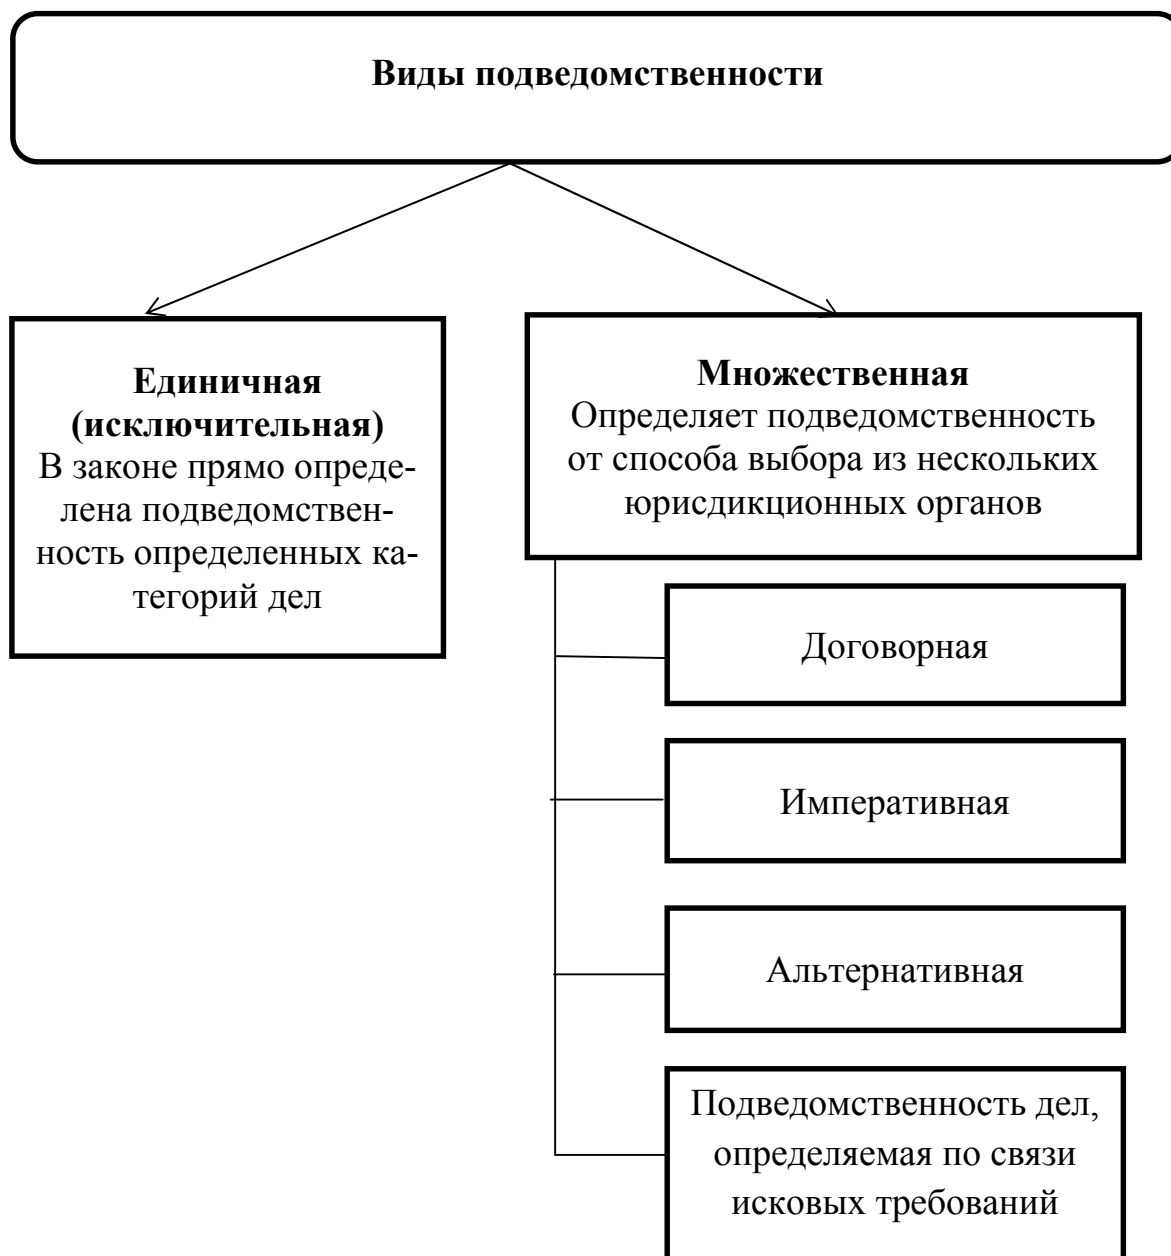 Виды подведомственности
Единичная
(исключительная)
В законе прямо опреде-
лена подведомствен-
ность определенных ка-
тегорий дел
Множественная
Определяет подведомственность
от способа выбора из нескольких
юрисдикционных органов
Договорная
Императивная
Альтернативная
Подведомственность дел,
определяемая по связи
исковых требований